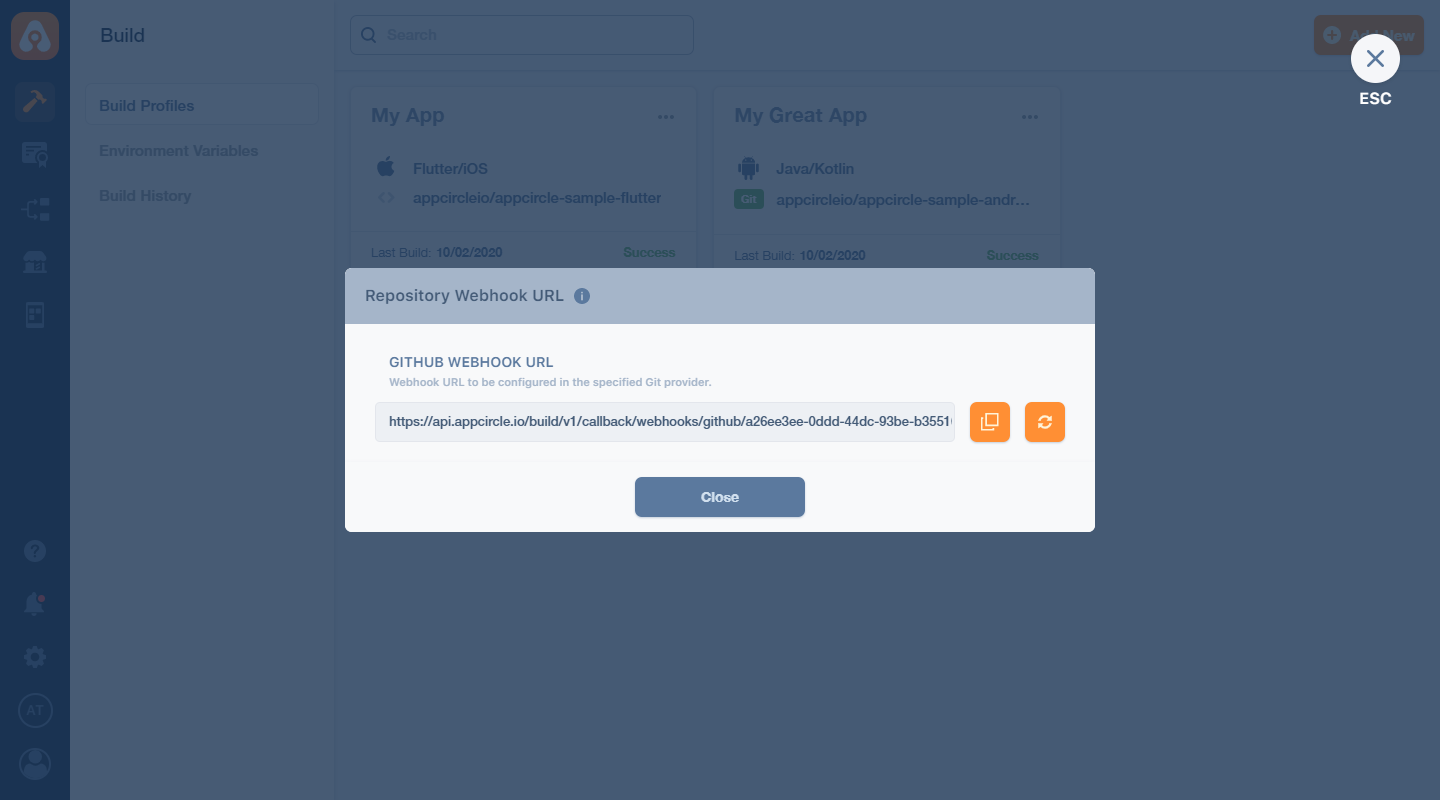 Build
Search
Add New
ESC
Build Profiles
Environment Variables
Build History
My App
Flutter/iOS
appcircleio/appcircle-sample-flutter
Last Build: 10/02/2020 Success
My Great App
Java/Kotlin
Git appcircleio/appcircle-sample-andr...
Last Build: 10/02/2020 Success
Repository Webhook URL
GITHUB WEBHOOK URL
Webhook URL to be configured in the specified Git provider.
https://api.appcircle.io/build/v1/callback/webhooks/github/a26ee3ee-0ddd-44dc-93be-b3551
Close
AT